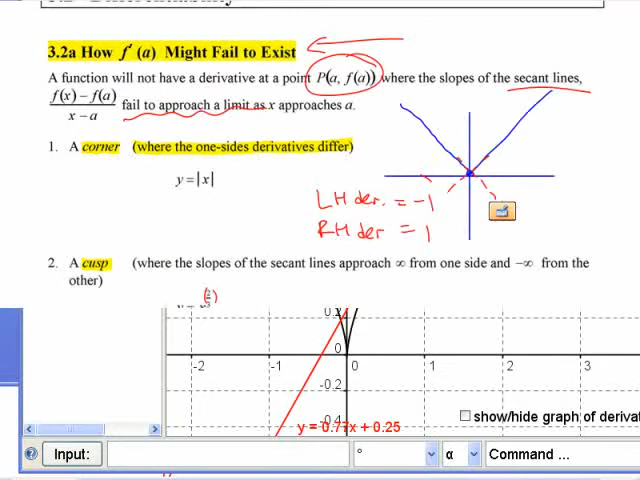 3.2a How f′ (a) Might Fail to Exist
A function will not have a derivative at a point P(a, f(a)) where the slopes of the secant lines,
f(x) − f(a)
x − a
fail to approach a limit as x approaches a.
1. A corner (where the one-sides derivatives differ)
y = |x|
LH der. = -1
RH der = 1
2. A cusp (where the slopes of the secant lines approach ∞ from one side and −∞ from the
other)
0.2
0
-2 -1 0 1 2 3
-0.2
-0.4
y = 0.77x + 0.25
show/hide graph of deriva
Input: ° α Command ...